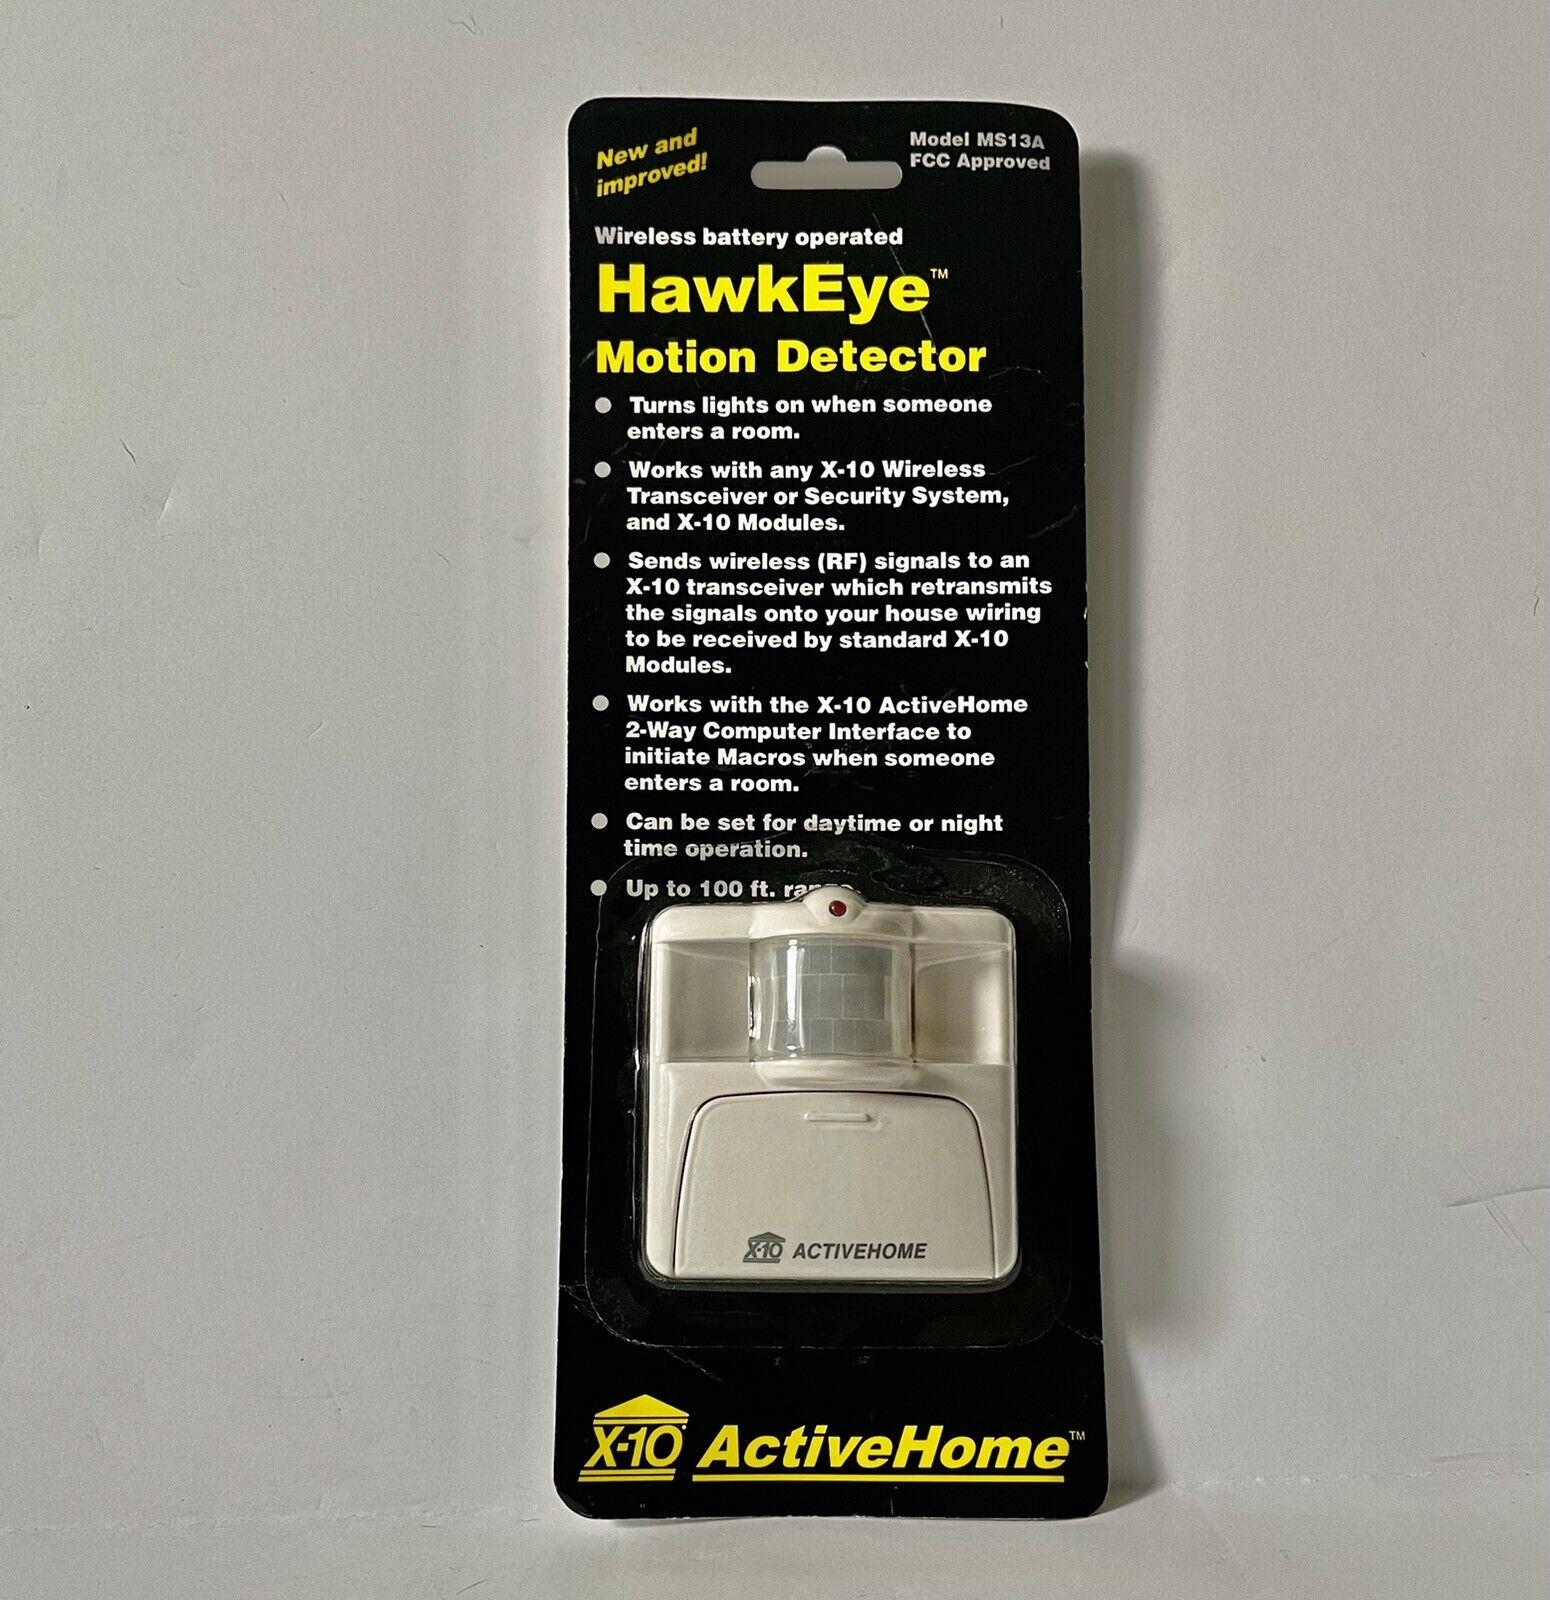 New and
improved!
Model MS13A
FCC Approved
Wireless battery operated
HawkEye™
Motion Detector
● Turns lights on when someone
enters a room.
● Works with any X-10 Wireless
Transceiver or Security System,
and X-10 Modules.
● Sends wireless (RF) signals to an
X-10 transceiver which retransmits
the signals onto your house wiring
to be received by standard X-10
Modules.
● Works with the X-10 ActiveHome
2-Way Computer Interface to
initiate Macros when someone
enters a room.
● Can be set for daytime or night
time operation.
● Up to 100 ft. range
X-10 ACTIVEHOME
X-10 ActiveHome™